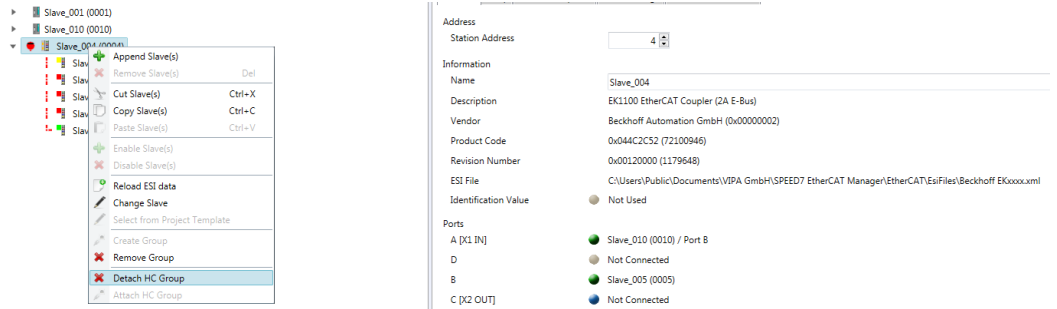 Slave_001 (0001)
Slave_010 (0010)
Slave_004 (0004)
Slav
Slav
Slav
Slav
Slav
Append Slave(s)
Remove Slave(s) Del
Cut Slave(s) Ctrl+X
Copy Slave(s) Ctrl+C
Paste Slave(s) Ctrl+V
Enable Slave(s)
Disable Slave(s)
Reload ESI data
Change Slave
Select from Project Template
Create Group
Remove Group
Detach HC Group
Attach HC Group
Address
Station Address 4
Information
Name Slave_004
Description EK1100 EtherCAT Coupler (2A E-Bus)
Vendor Beckhoff Automation GmbH (0x00000002)
Product Code 0x044C2C52 (72100946)
Revision Number 0x00120000 (1179648)
ESI File C:\Users\Public\Documents\VIPA GmbH\SPEED7 EtherCAT Manager\EtherCAT\EsiFiles\Beckhoff EKxxxx.xml
Identification Value Not Used
Ports
A [X1 IN] Slave_010 (0010) / Port B
D Not Connected
B Slave_005 (0005)
C [X2 OUT] Not Connected